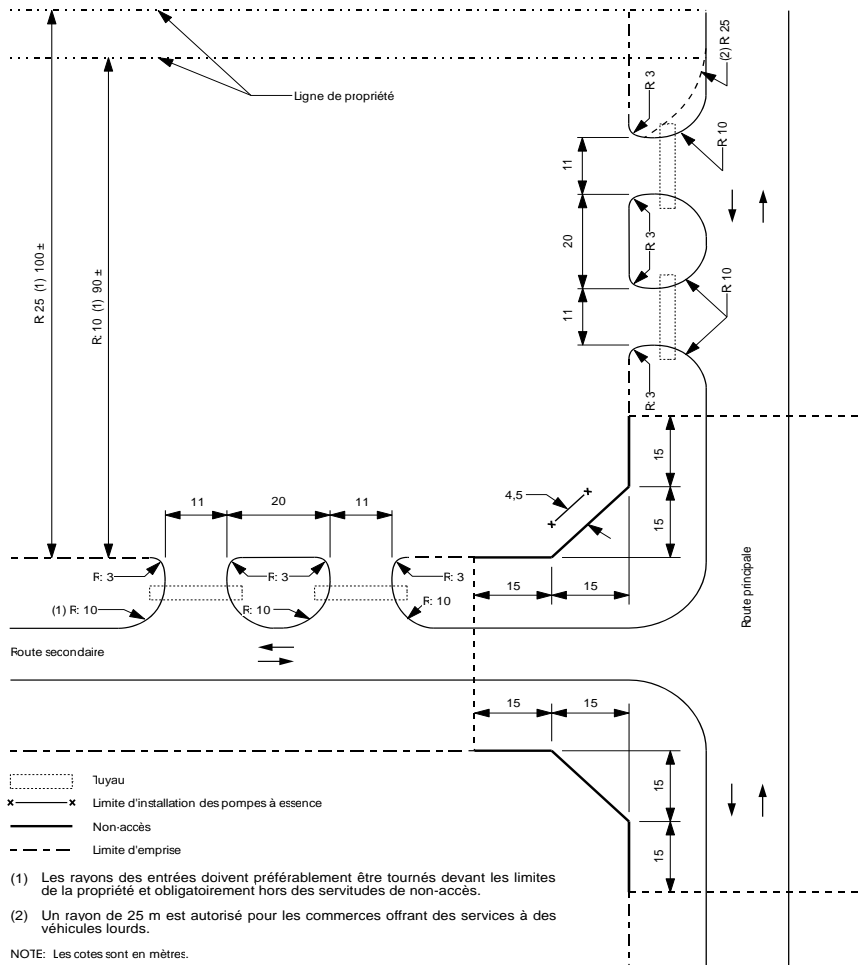 (2) R 25
R 3
Ligne de propriété
R 10
11
R 25 (1) 100 ±
R: 10 (1) 90 ±
20
R 3
R 10
11
R: 3
15
4,5
15
11
20
11
R: 3
R: 3
R: 3
15
15
(1) R: 10
R: 10
R: 10
Route principale
Route secondaire
15
15
15
15
Tuyau
Limite d'installation des pompes à essence
Non-accès
Limite d'emprise
(1) Les rayons des entrées doivent préférablement être tournés devant les limites
de la propriété et obligatoirement hors des servitudes de non-accès.
(2) Un rayon de 25 m est autorisé pour les commerces offrant des services à des
véhicules lourds.
NOTE: Les cotes sont en mètres.